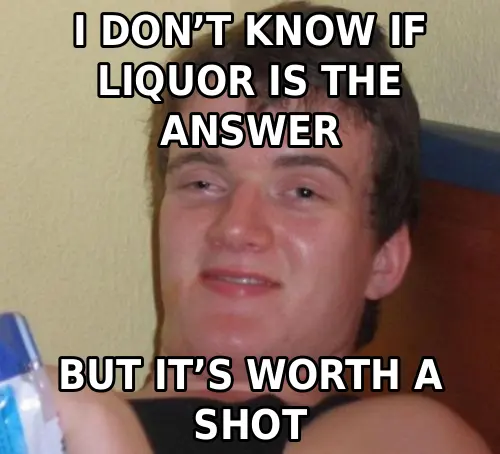 I DON’T KNOW IF
LIQUOR IS THE
ANSWER
BUT IT’S WORTH A
SHOT